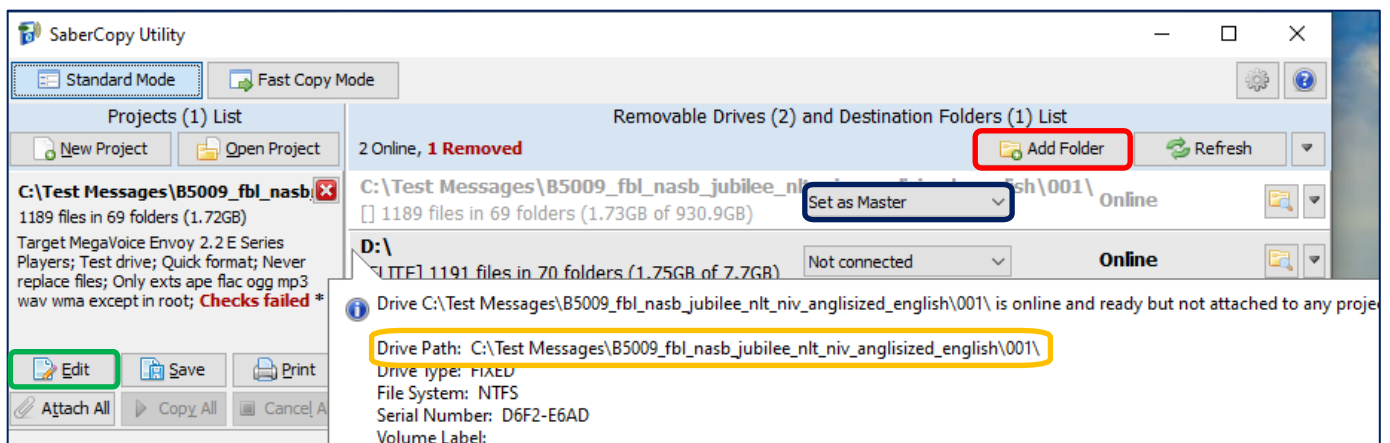 SaberCopy Utility
Standard Mode Fast Copy Mode
Projects (1) List Removable Drives (2) and Destination Folders (1) List
New Project Open Project 2 Online, 1 Removed Add Folder Refresh
C:\Test Messages\B5009_fbl_nasb C:\Test Messages\B5009_fbl_nasb_jubilee_nlt_ sh\001\ Online
1189 files in 69 folders (1.72GB) [] 1189 files in 69 folders (1.73GB of 930.9GB) Set as Master
Target MegaVoice Envoy 2.2 E Series
Players; Test drive; Quick format; Never
replace files; Only exts ape flac ogg mp3
wav wma except in root; Checks failed *
D:\
1191 files in 70 folders (1.75GB of 7.7GB) Not connected Online
Drive C:\Test Messages\B5009_fbl_nasb_jubilee_nlt_niv_anglisized_english\001\ is online and ready but not attached to any proje
Drive Path: C:\Test Messages\B5009_fbl_nasb_jubilee_nlt_niv_anglisized_english\001\
Drive Type: FIXED
File System: NTFS
Serial Number: D6F2-E6AD
Volume Label:
Edit Save Print
Attach All Copy All Cancel A